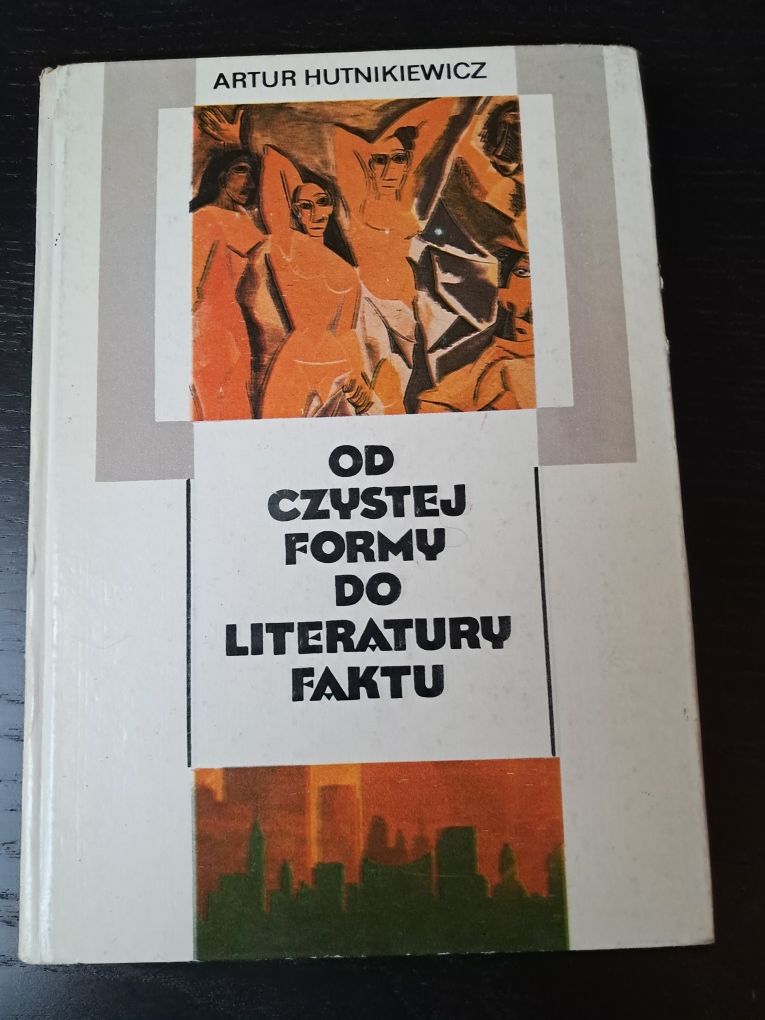 ARTUR HUTNIKIEWICZ
OD
CZYSTEJ
FORMY
DO
LITERATURY
FAKTU